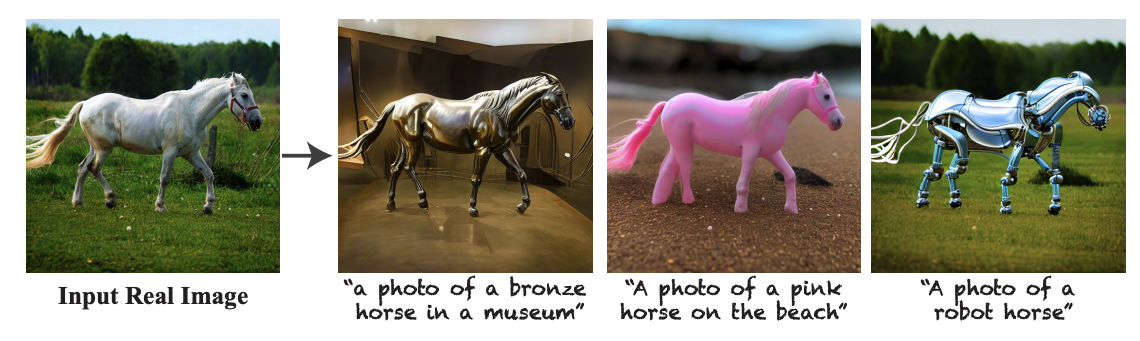 Input Real Image
“a photo of a bronze
horse in a museum”
“A photo of a pink
horse on the beach”
“A photo of a
robot horse”